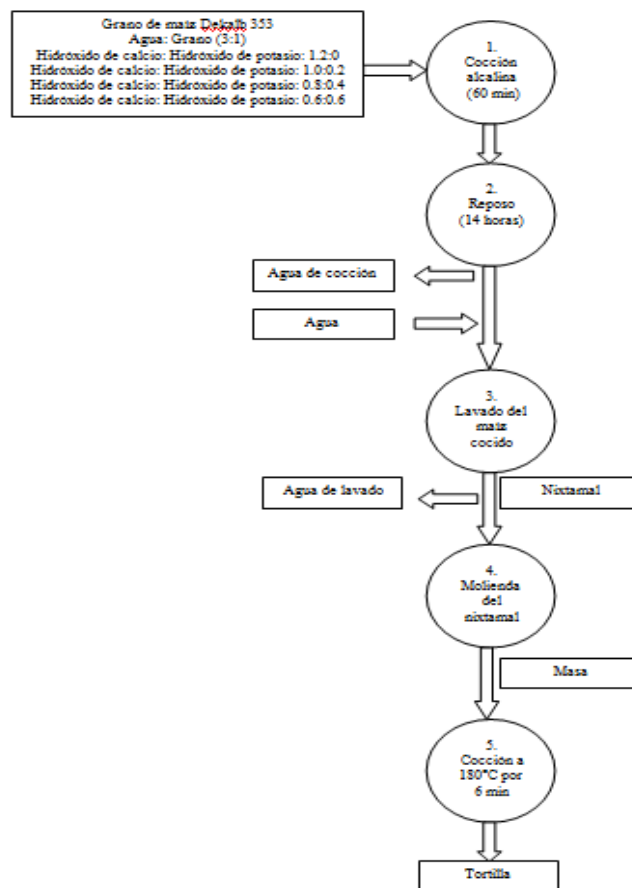 Grano de maíz Dekalb 353
Agua: Grano (3:1)
Hidróxido de calcio: Hidróxido de potasio: 1.2:0
Hidróxido de calcio: Hidróxido de potasio: 1.0:0.2
Hidróxido de calcio: Hidróxido de potasio: 0.8:0.4
Hidróxido de calcio: Hidróxido de potasio: 0.6:0.6
1.
Cocción
alcalina
(60 min)
2.
Reposo
(14 horas)
Agua de cocción
Agua
3.
Lavado del
maíz
cocido
Agua de lavado
Nixtamal
4.
Molienda
del
nixtamal
Masa
5.
Cocción a
180°C por
6 min
Tortilla